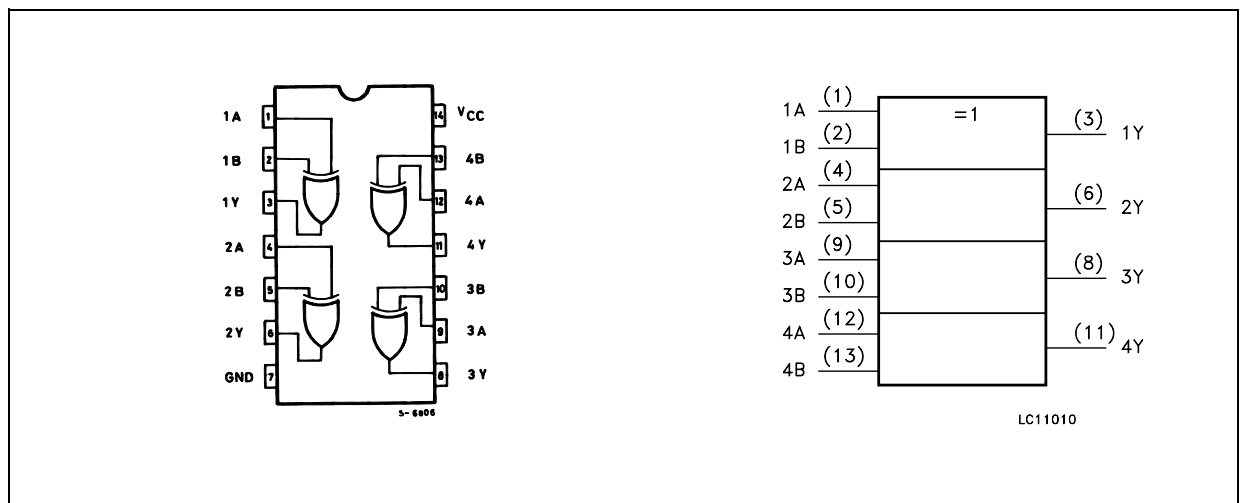 1A 1 14 VCC
1B 2 13 4B
1Y 3 12 4A
2A 4 11 4Y
2B 5 10 3B
2Y 6 9 3A
GND 7 8 3Y
S-6806
=1
1A (1)
1B (2)
2A (4)
2B (5)
3A (9)
3B (10)
4A (12)
4B (13)
(3) 1Y
(6) 2Y
(8) 3Y
(11) 4Y
LC11010